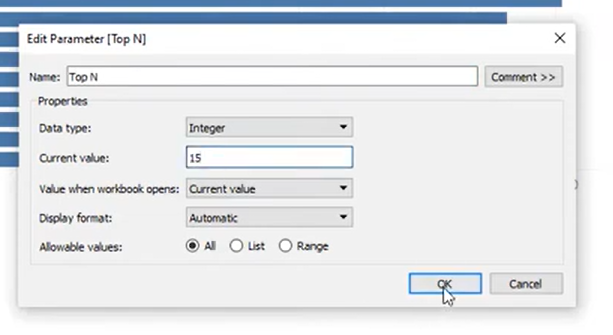 Edit Parameter [Top N]
Name: Top N Comment >>
Properties
Data type: Integer
Current value: 15
Value when workbook opens: Current value
Display format: Automatic
Allowable values: All List Range
OK Cancel